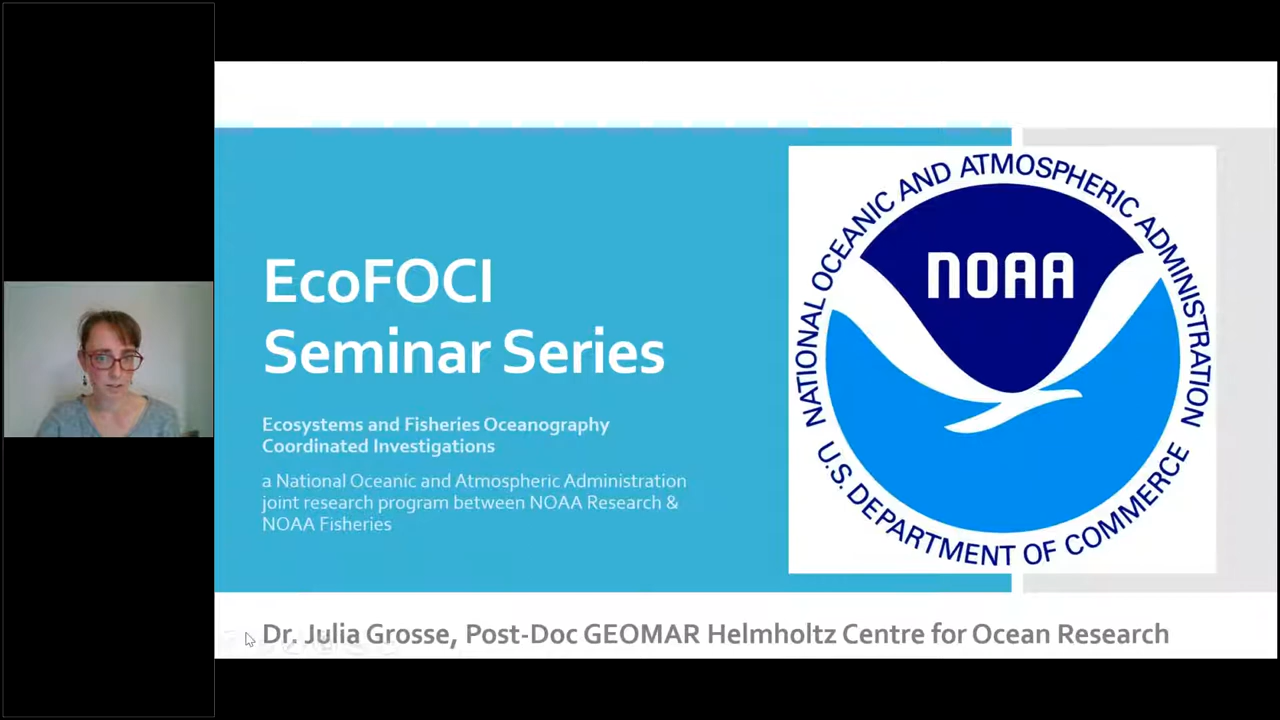 EcoFOCI
Seminar Series
Ecosystems and Fisheries Oceanography
Coordinated Investigations
a National Oceanic and Atmospheric Administration
joint research program between NOAA Research &
NOAA Fisheries
NATIONAL OCEANIC AND ATMOSPHERIC ADMINISTRATION
NOAA
U.S. DEPARTMENT OF COMMERCE
Dr. Julia Grosse, Post-Doc GEOMAR Helmholtz Centre for Ocean Research